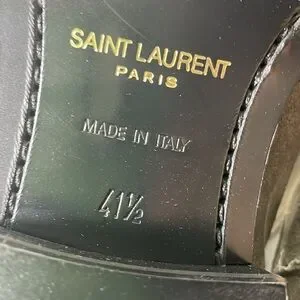 SAINT LAURENT
PARIS
MADE IN ITALY
41½